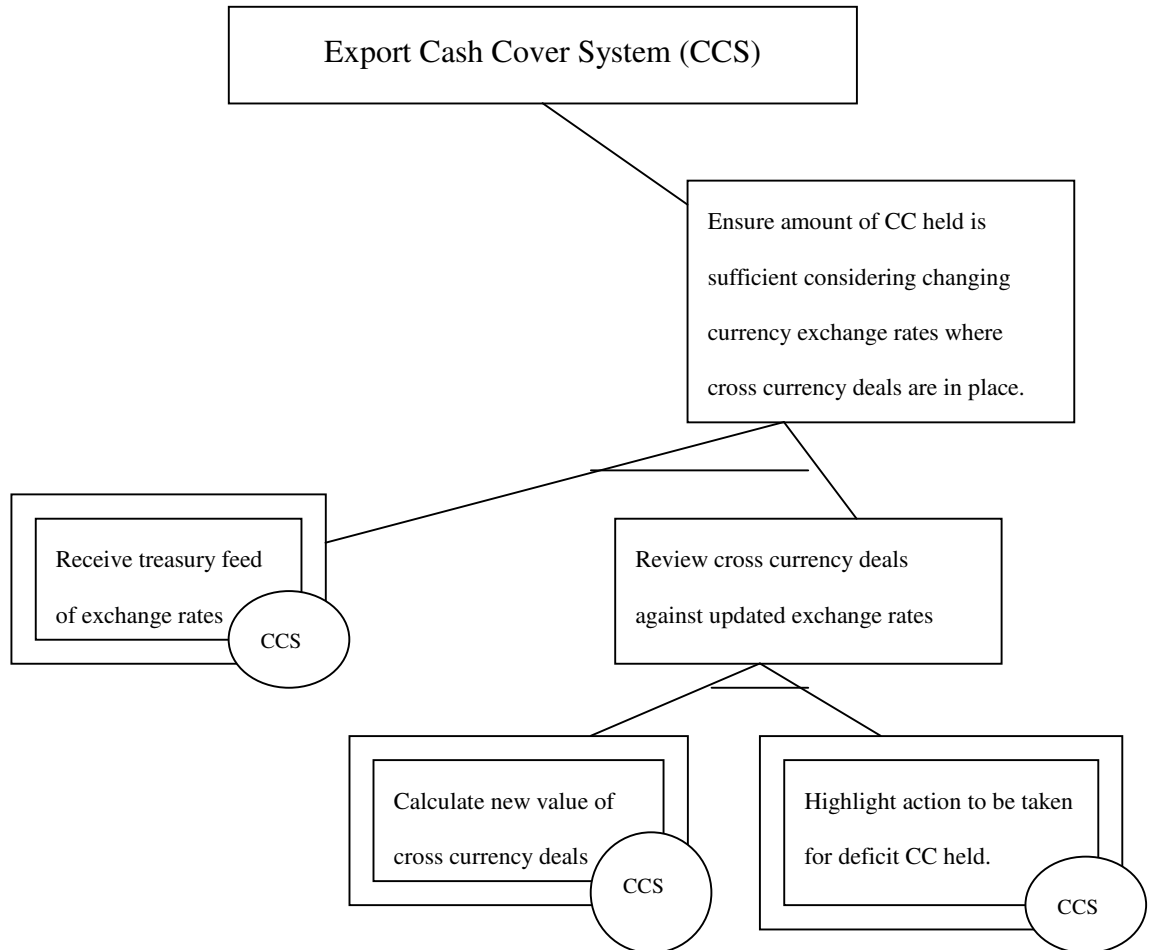 Export Cash Cover System (CCS)
Ensure amount of CC held is
sufficient considering changing
currency exchange rates where
cross currency deals are in place.
Receive treasury feed
of exchange rates
CCS
Review cross currency deals
against updated exchange rates
Calculate new value of
cross currency deals
CCS
Highlight action to be taken
for deficit CC held.
CCS